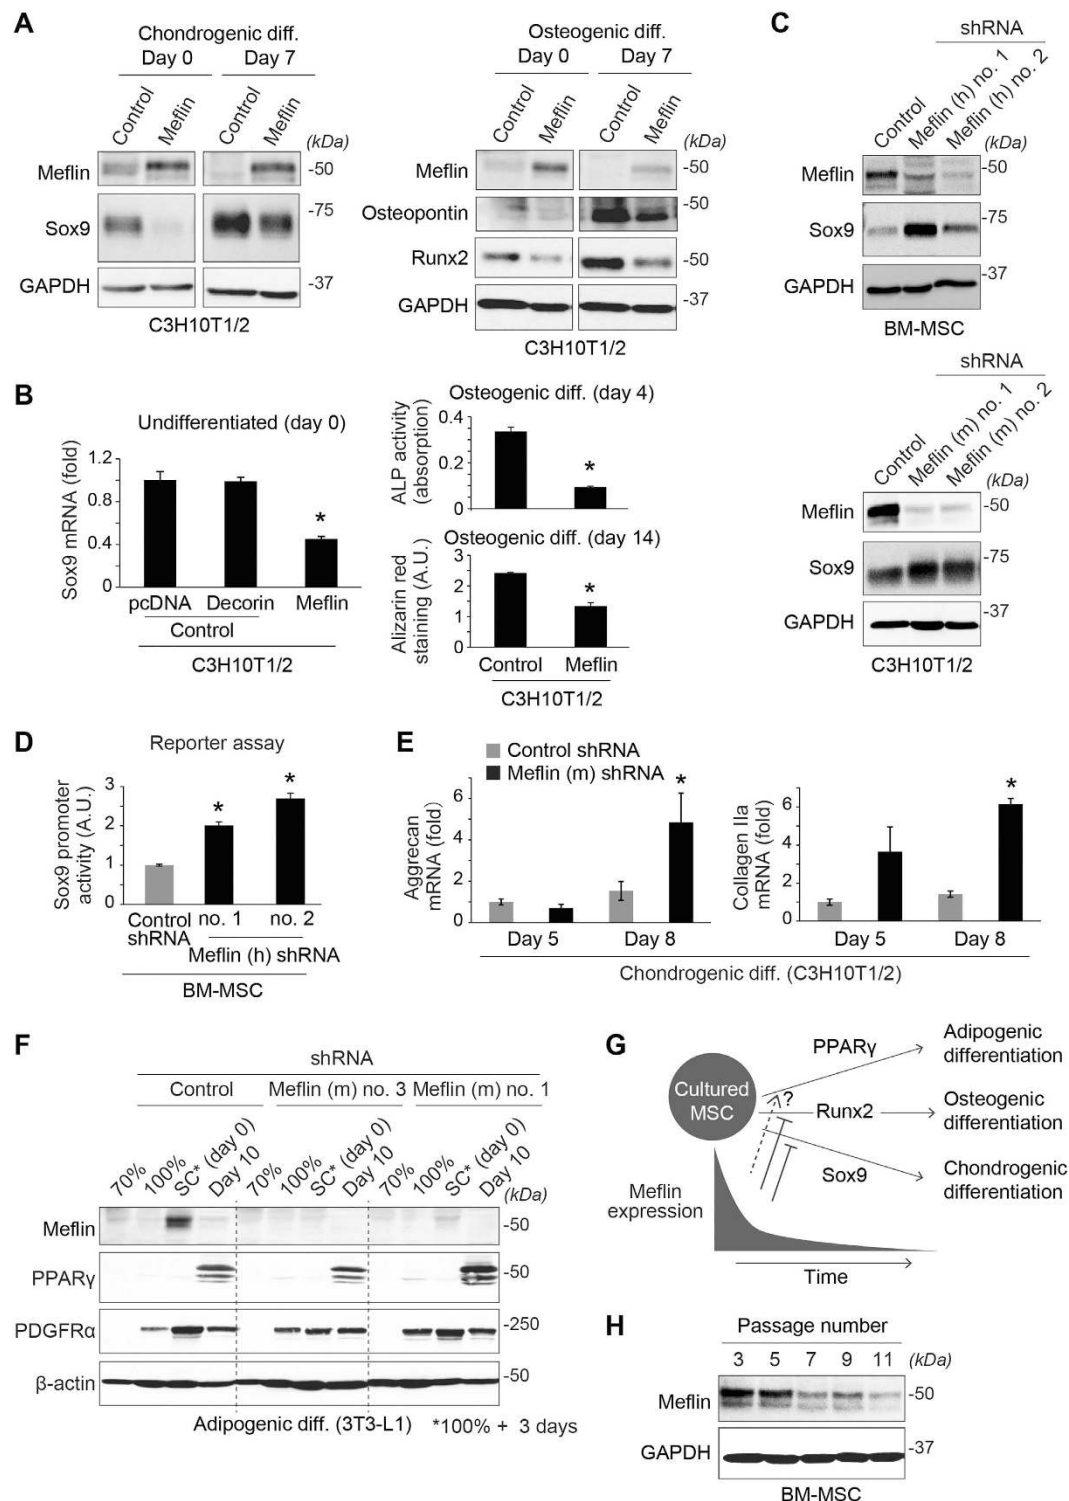 A
Chondrogenic diff.
Day 0 Day 7
Control Meflin Control Meflin
(kDa)
Meflin -50
Sox9 -75
GAPDH -37
C3H10T1/2
Osteogenic diff.
Day 0 Day 7
Control Meflin Control Meflin
(kDa)
Meflin -50
Osteopontin
Runx2 -50
GAPDH -37
C3H10T1/2
C
shRNA
Control Meflin (h) no. 1 Meflin (h) no. 2
(kDa)
Meflin -50
Sox9 -75
GAPDH -37
BM-MSC
shRNA
Control Meflin (m) no. 1 Meflin (m) no. 2
(kDa)
Meflin -50
Sox9 -75
GAPDH -37
C3H10T1/2
B
Undifferentiated (day 0)
Sox9 mRNA (fold)
1.2
0.8
0.4
0
*
pcDNA Decorin Meflin
Control
C3H10T1/2
Osteogenic diff. (day 4)
ALP activity
(absorption)
0.4
0.2
0
*
Osteogenic diff. (day 14)
Alizarin red
staining (A.U.)
3
2
1
0
*
Control Meflin
C3H10T1/2
D
Reporter assay
Sox9 promoter
activity (A.U.)
3
2
1
0
* *
Control
shRNA
no. 1 no. 2
Meflin (h) shRNA
BM-MSC
E
Control shRNA
Meflin (m) shRNA
Aggrecan
mRNA (fold)
6
4
2
0
*
Day 5 Day 8
Collagen IIa
mRNA (fold)
6
4
2
0
*
Day 5 Day 8
Chondrogenic diff. (C3H10T1/2)
F
shRNA
Control Meflin (m) no. 3 Meflin (m) no. 1
70% 100% SC* (day 0) Day 10 70% 100% SC* (day 0) Day 10 70% 100% SC* (day 0) Day 10
(kDa)
Meflin -50
PPARγ -50
PDGFRα -250
β-actin -50
Adipogenic diff. (3T3-L1) *100% + 3 days
G
Cultured
MSC
PPARγ
Adipogenic
differentiation
?
Runx2
Osteogenic
differentiation
Sox9
Chondrogenic
differentiation
Meflin
expression
Time
H
Passage number
3 5 7 9 11 (kDa)
Meflin -50
GAPDH -37
BM-MSC